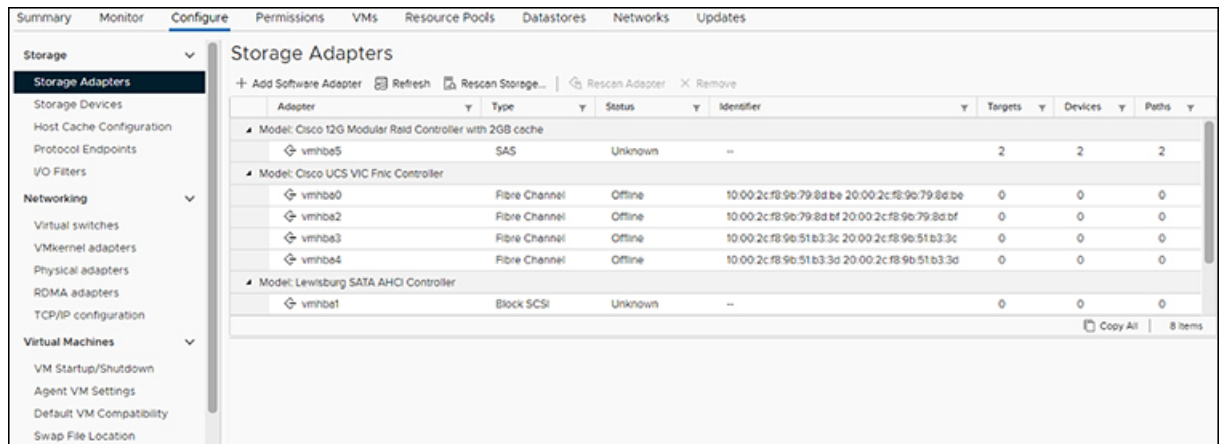 Summary Monitor Configure Permissions VMs Resource Pools Datastores Networks Updates
Storage
Storage Adapters
Storage Devices
Host Cache Configuration
Protocol Endpoints
I/O Filters
Networking
Virtual switches
VMkernel adapters
Physical adapters
RDMA adapters
TCP/IP configuration
Virtual Machines
VM Startup/Shutdown
Agent VM Settings
Default VM Compatibility
Swap File Location
Storage Adapters
+ Add Software Adapter Refresh Rescan Storage... Rescan Adapter × Remove
Adapter Type Status Identifier Targets Devices Paths
Model: Cisco 12G Modular Raid Controller with 2GB cache
vmhba5 SAS Unknown -- 2 2 2
Model: Cisco UCS VIC Fnic Controller
vmhba0 Fibre Channel Offline 10:00:2c:f8:9b:79:8d:be 20:00:2c:f8:9b:79:8d:be 0 0 0
vmhba2 Fibre Channel Offline 10:00:2c:f8:9b:79:8d:bf 20:00:2c:f8:9b:79:8d:bf 0 0 0
vmhba3 Fibre Channel Offline 10:00:2c:f8:9b:51:b3:3c 20:00:2c:f8:9b:51:b3:3c 0 0 0
vmhba4 Fibre Channel Offline 10:00:2c:f8:9b:51:b3:3d 20:00:2c:f8:9b:51:b3:3d 0 0 0
Model: Lewisburg SATA AHCI Controller
vmhba1 Block SCSI Unknown -- 0 0 0
Copy All 8 items